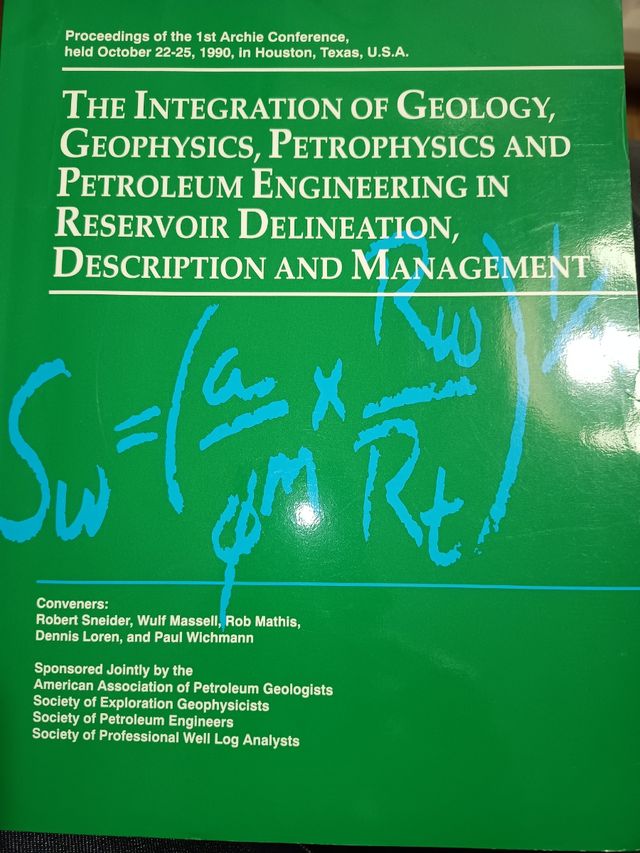 Proceedings of the 1st Archie Conference,
held October 22-25, 1990, in Houston, Texas, U.S.A.
THE INTEGRATION OF GEOLOGY,
GEOPHYSICS, PETROPHYSICS AND
PETROLEUM ENGINEERING IN
RESERVOIR DELINEATION,
DESCRIPTION AND MANAGEMENT
Sw = (a/φ^M × Rw/Rt)
Conveners:
Robert Sneider, Wulf Massell, Rob Mathis,
Dennis Loren, and Paul Wichmann
Sponsored Jointly by the
American Association of Petroleum Geologists
Society of Exploration Geophysicists
Society of Petroleum Engineers
Society of Professional Well Log Analysts